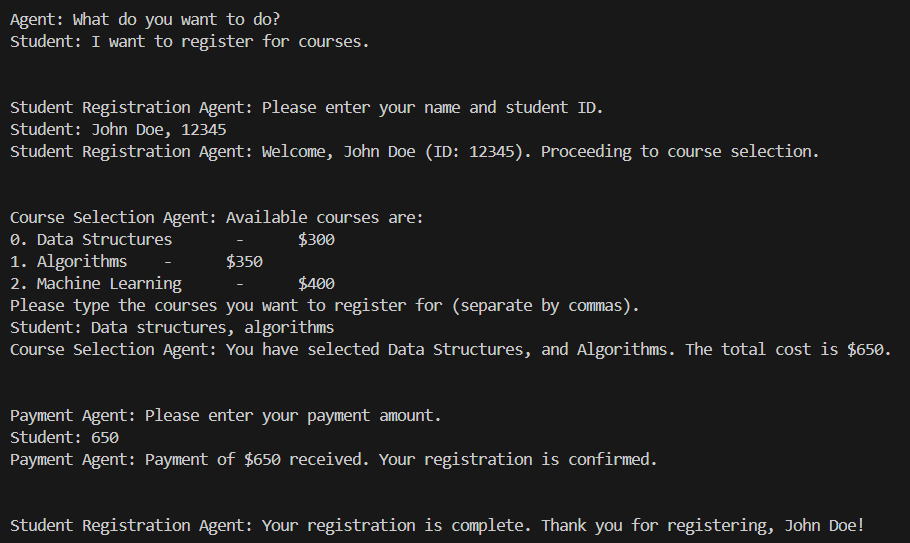 Agent: What do you want to do?
Student: I want to register for courses.
Student Registration Agent: Please enter your name and student ID.
Student: John Doe, 12345
Student Registration Agent: Welcome, John Doe (ID: 12345). Proceeding to course selection.
Course Selection Agent: Available courses are:
0. Data Structures - $300
1. Algorithms - $350
2. Machine Learning - $400
Please type the courses you want to register for (separate by commas).
Student: Data structures, algorithms
Course Selection Agent: You have selected Data Structures, and Algorithms. The total cost is $650.
Payment Agent: Please enter your payment amount.
Student: 650
Payment Agent: Payment of $650 received. Your registration is confirmed.
Student Registration Agent: Your registration is complete. Thank you for registering, John Doe!